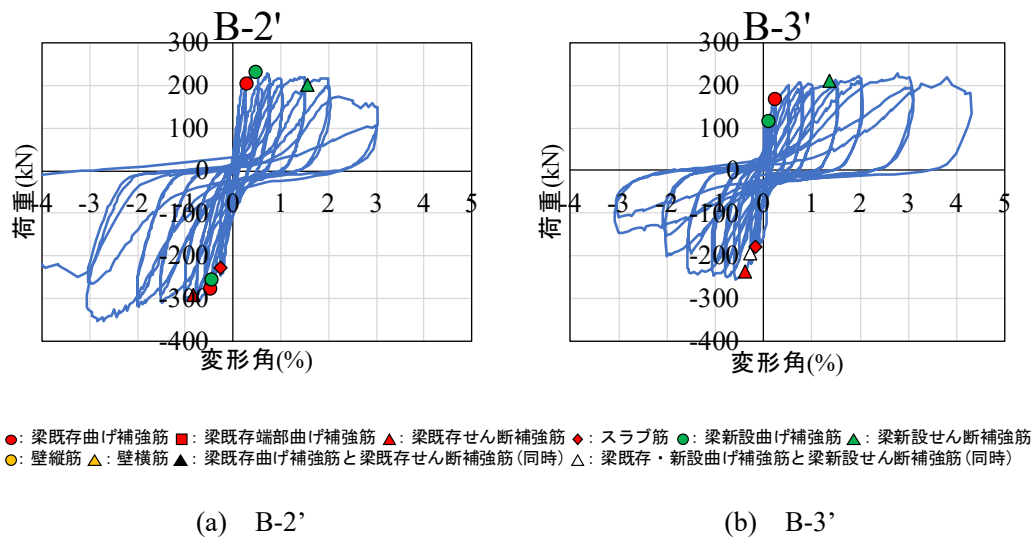 B-2'
B-3'
300
200
100
0
-100
-200
-300
-400
-4 -3 -2 -1 0 1 2 3 4 5
荷重(kN)
変形角(%)
300
200
100
0
-100
-200
-300
-400
-4 -3 -2 -1 0 1 2 3 4 5
荷重(kN)
変形角(%)
●: 梁既存曲げ補強筋 ■: 梁既存端部曲げ補強筋 ▲: 梁既存せん断補強筋 ◆: スラブ筋 ●: 梁新設曲げ補強筋 ▲: 梁新設せん断補強筋
●: 壁縦筋 ▲: 壁横筋 ▲: 梁既存曲げ補強筋と梁既存せん断補強筋(同時) △: 梁既存・新設曲げ補強筋と梁新設せん断補強筋(同時)
(a) B-2’
(b) B-3’